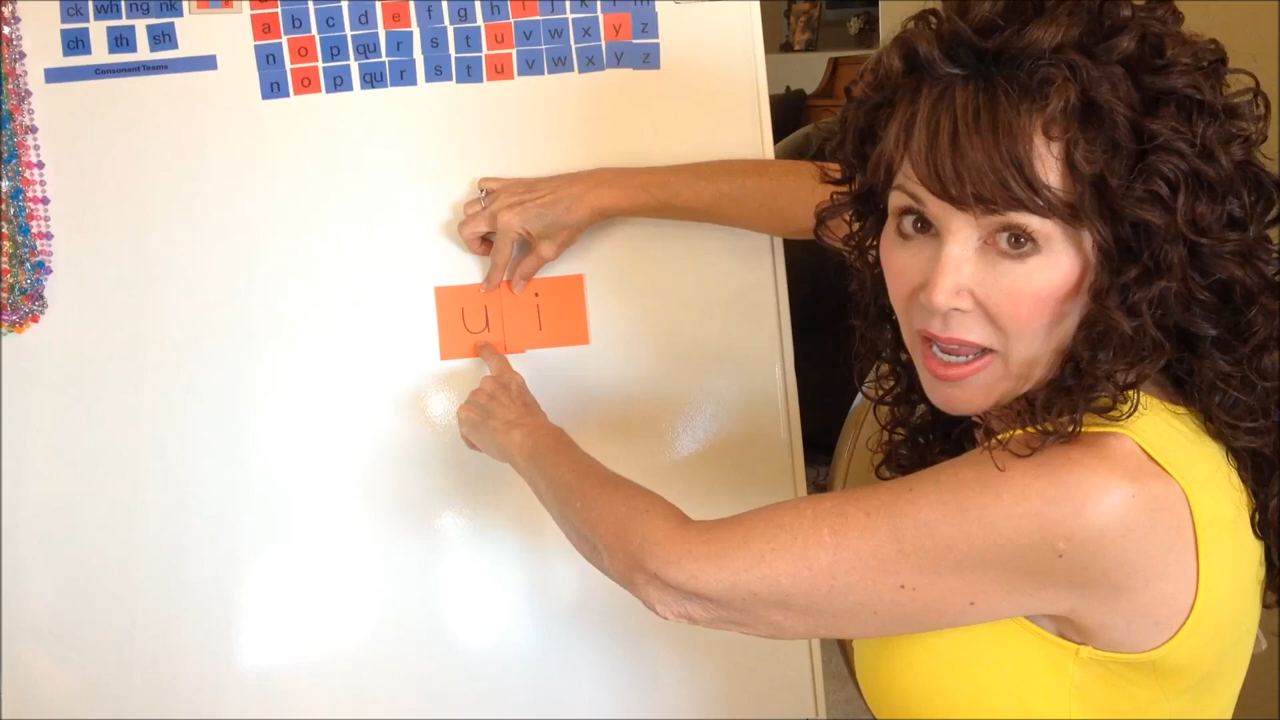 ck wh ng nk
ch th sh
Consonant Teams
a b c d e f g h i j k l m
n o p qu r s t u v w x y z
n o p qu r s t u v w x y z
u i